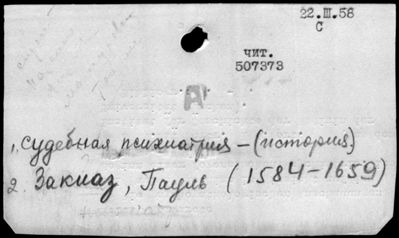 22.III.58
С
чит.
507373
А
1. Судебная психиатрия – (история)
2. Закиаз, Пауль (1584–1659)